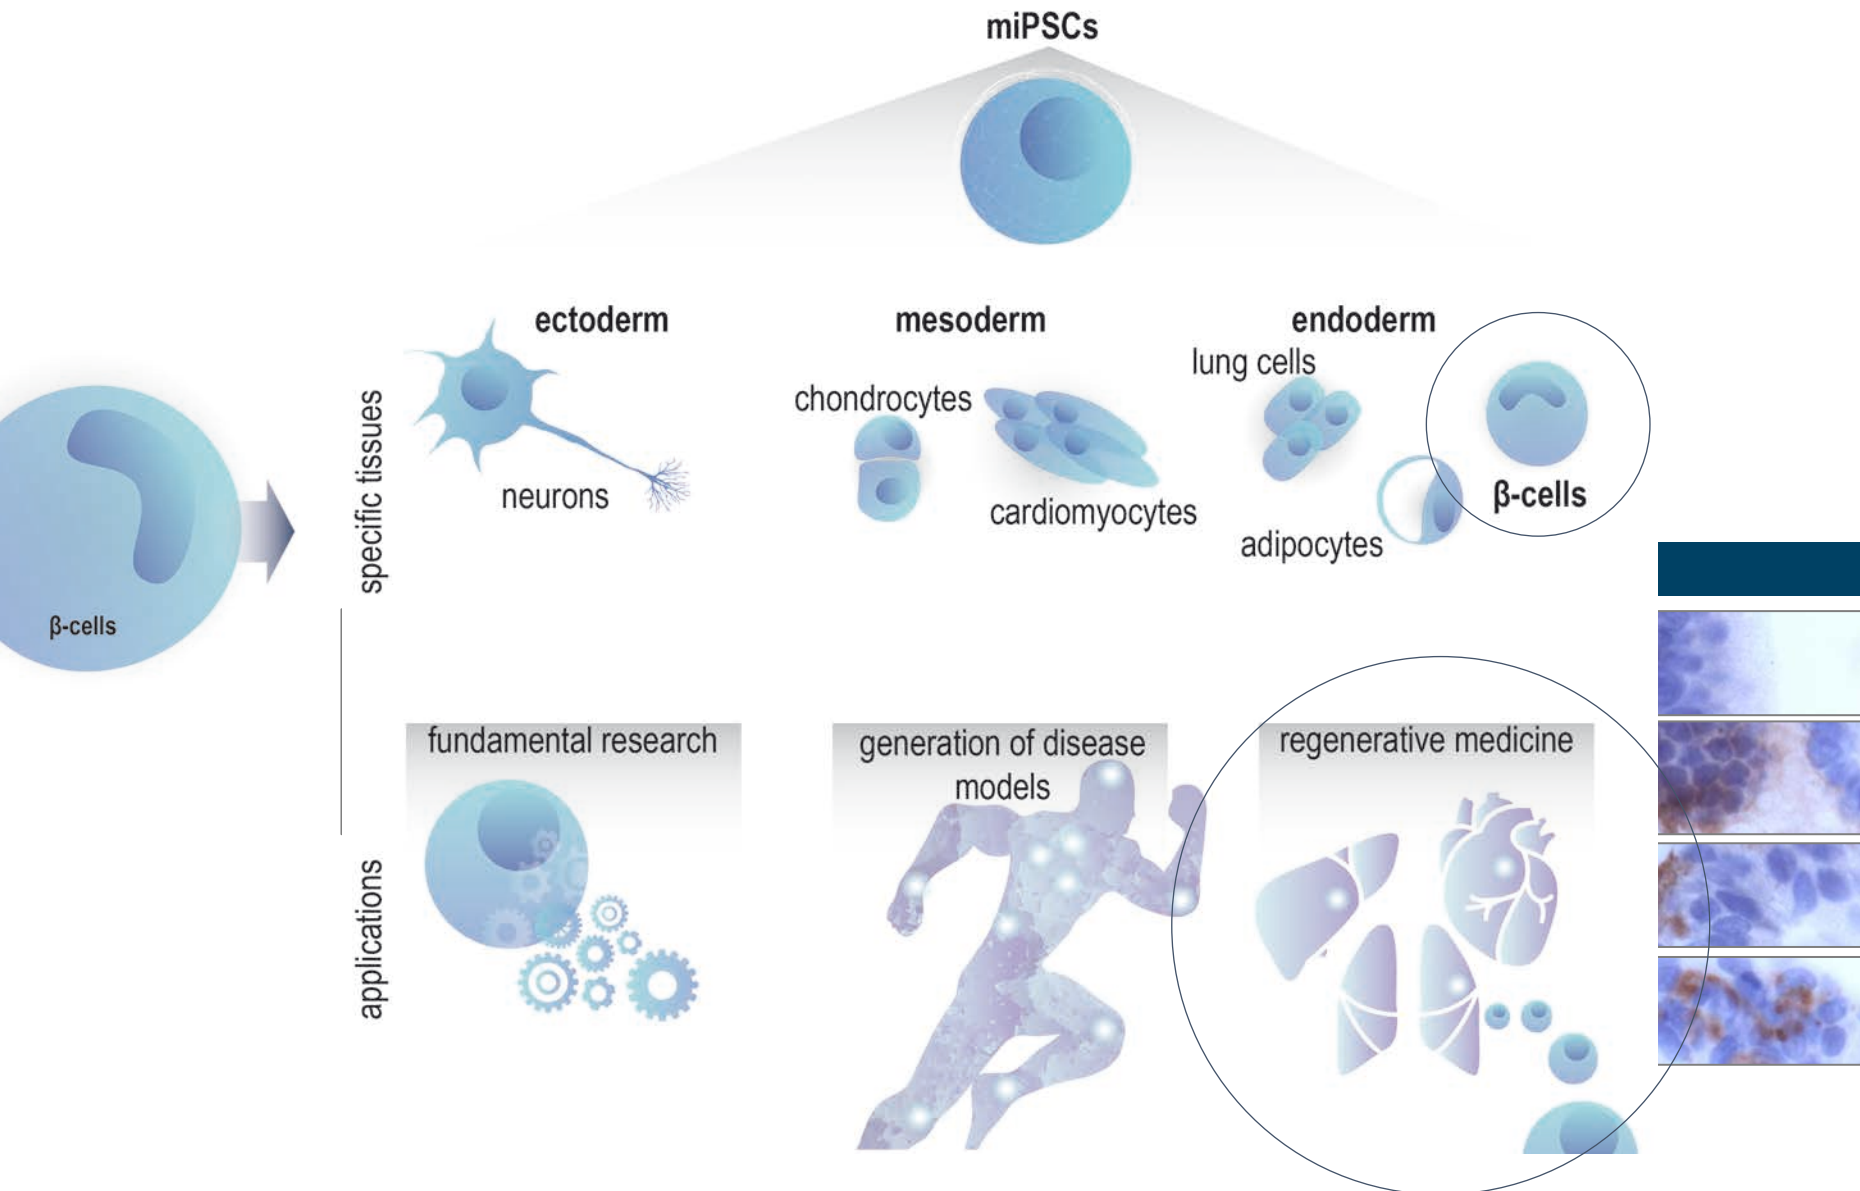 miPSCs
ectoderm
mesoderm
endoderm
lung cells
chondrocytes
neurons
cardiomyocytes
β-cells
adipocytes
specific tissues
β-cells
fundamental research
generation of disease
models
regenerative medicine
applications